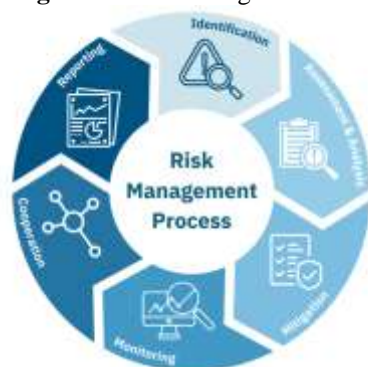 Identification
Assessment & Analysis
Mitigation
Monitoring
Cooperation
Reporting
Risk
Management
Process